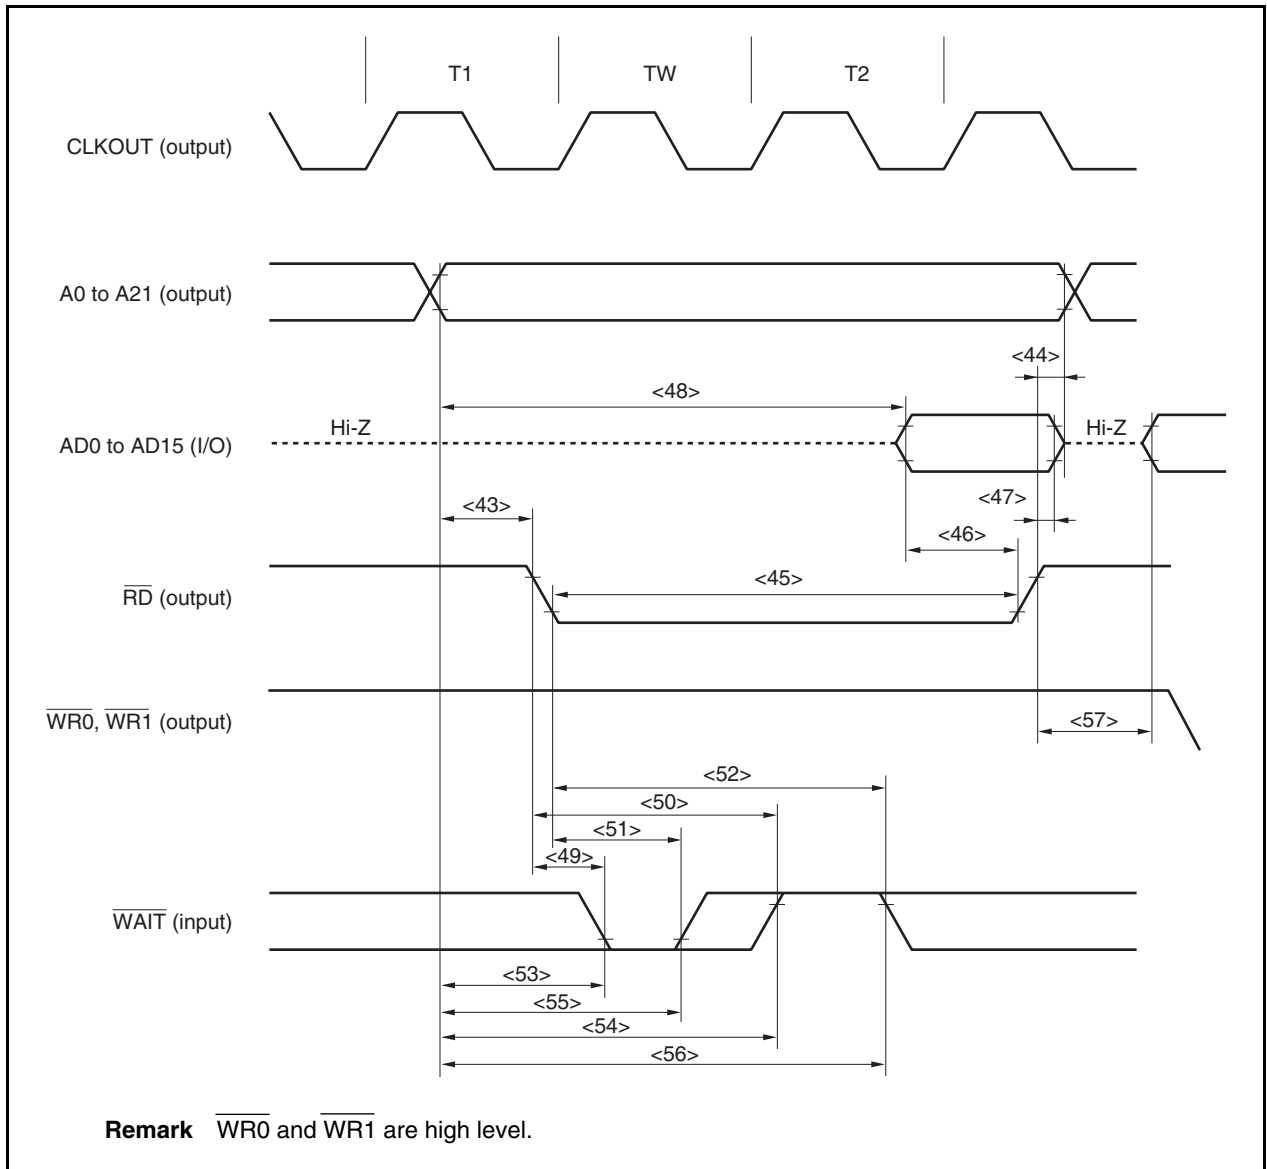 T1 TW T2
CLKOUT (output)
A0 to A21 (output)
<44>
<48>
Hi-Z Hi-Z
AD0 to AD15 (I/O)
<47>
<43>
<46>
<45>
RD (output)
WR0, WR1 (output)
<57>
<52>
<50>
<51>
<49>
WAIT (input)
<53>
<55>
<54>
<56>
Remark WR0 and WR1 are high level.